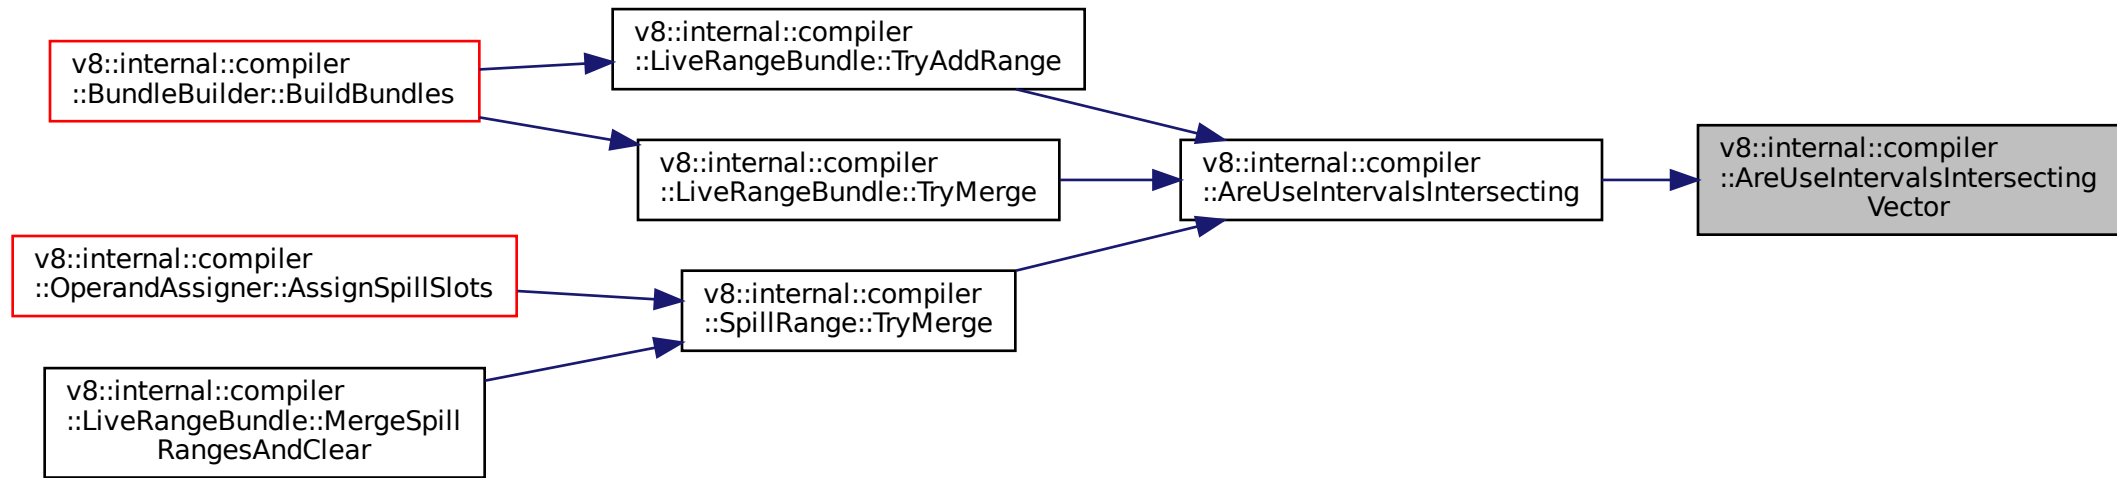 v8::internal::compiler
::BundleBuilder::BuildBundles
v8::internal::compiler
::LiveRangeBundle::TryAddRange
v8::internal::compiler
::LiveRangeBundle::TryMerge
v8::internal::compiler
::AreUseIntervalsIntersecting
v8::internal::compiler
::AreUseIntervalsIntersecting
Vector
v8::internal::compiler
::OperandAssigner::AssignSpillSlots
v8::internal::compiler
::SpillRange::TryMerge
v8::internal::compiler
::LiveRangeBundle::MergeSpill
RangesAndClear